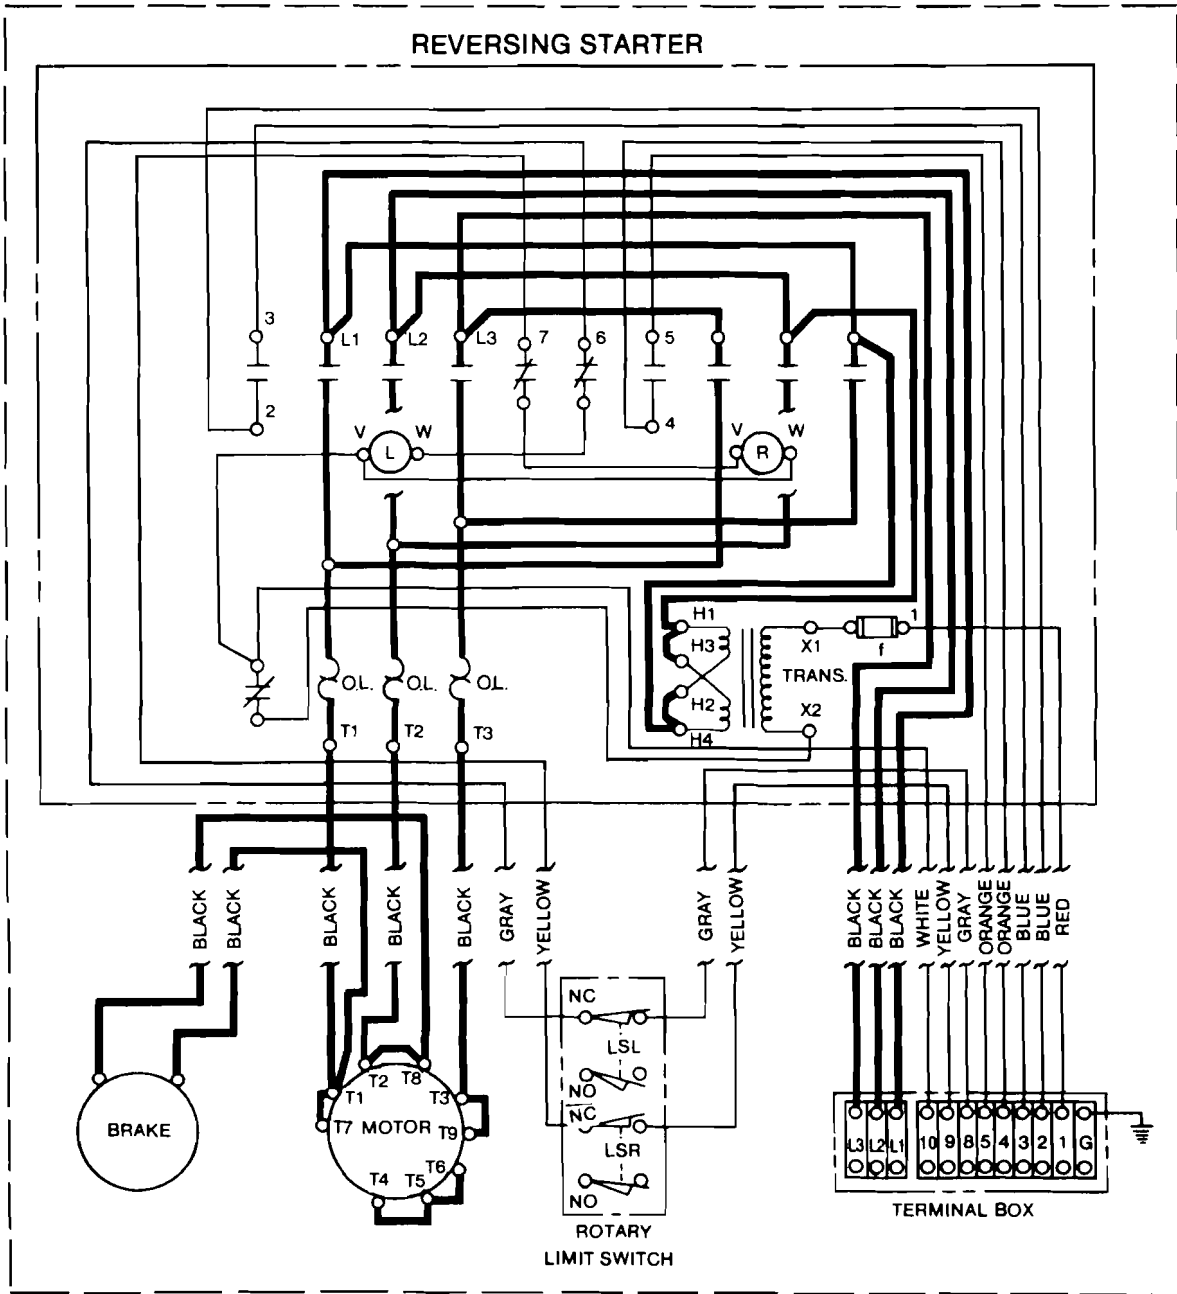 REVERSING STARTER
3
L1
L2
L3
7
6
5
2
4
V
W
L
V
W
R
H1
H3
H2
H4
X1
f
1
TRANS.
X2
O.L.
O.L.
O.L.
T1
T2
T3
BLACK
BLACK
BLACK
BLACK
BLACK
GRAY
YELLOW
GRAY
YELLOW
BLACK
BLACK
BLACK
WHITE
YELLOW
GRAY
ORANGE
ORANGE
BLUE
BLUE
RED
NC
LSL
NO
NC
LSR
NO
ROTARY
LIMIT SWITCH
BRAKE
T2
T8
T1
T3
T7
MOTOR
T9
T6
T4
T5
L3
L2
L1
10
9
8
5
4
3
2
1
G
TERMINAL BOX